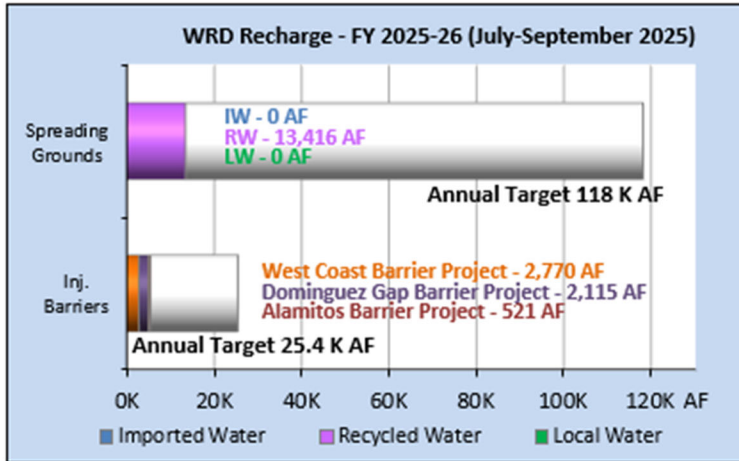 WRD Recharge - FY 2025-26 (July-September 2025)
Spreading
Grounds
IW - 0 AF
RW - 13,416 AF
LW - 0 AF
Annual Target 118 K AF
Inj.
Barriers
West Coast Barrier Project - 2,770 AF
Dominguez Gap Barrier Project - 2,115 AF
Alamitos Barrier Project - 521 AF
Annual Target 25.4 K AF
0K 20K 40K 60K 80K 100K 120K AF
Imported Water Recycled Water Local Water